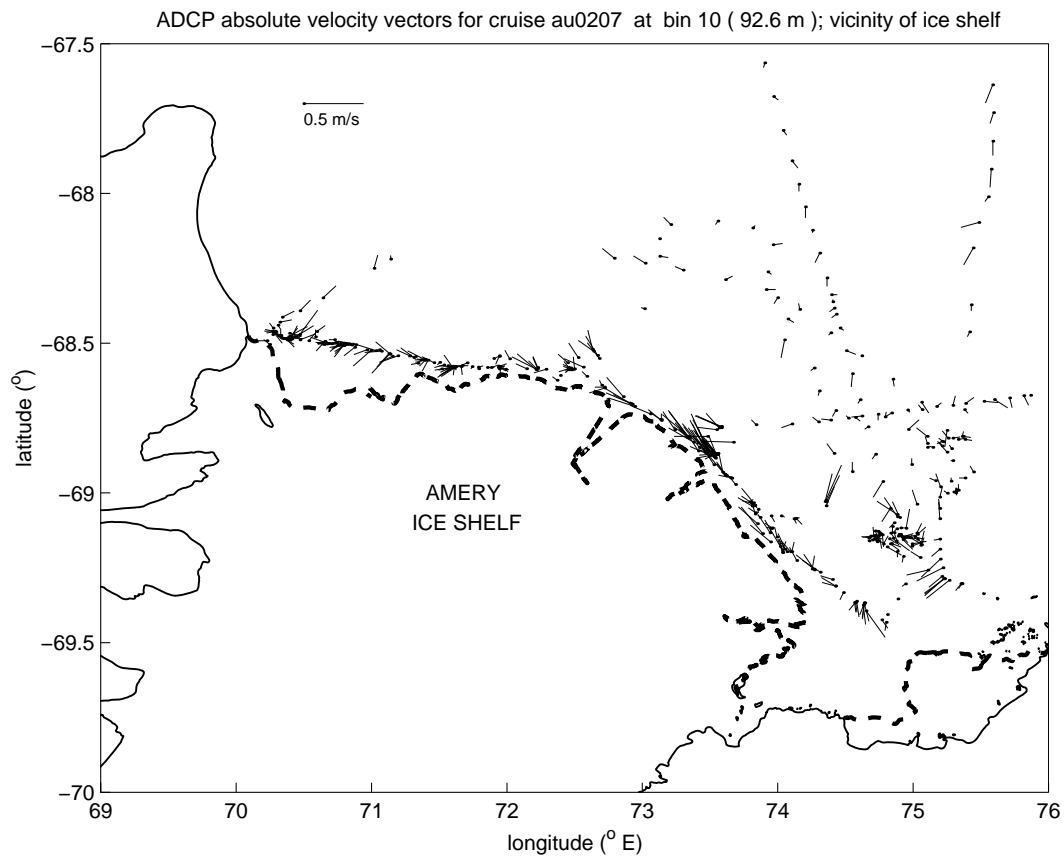 ADCP absolute velocity vectors for cruise au0207 at bin 10 ( 92.6 m ); vicinity of ice shelf
−67.5
0.5 m/s
−68
−68.5
latitude (°)
−69
AMERY
ICE SHELF
−69.5
−70
69 70 71 72 73 74 75 76
longitude (° E)